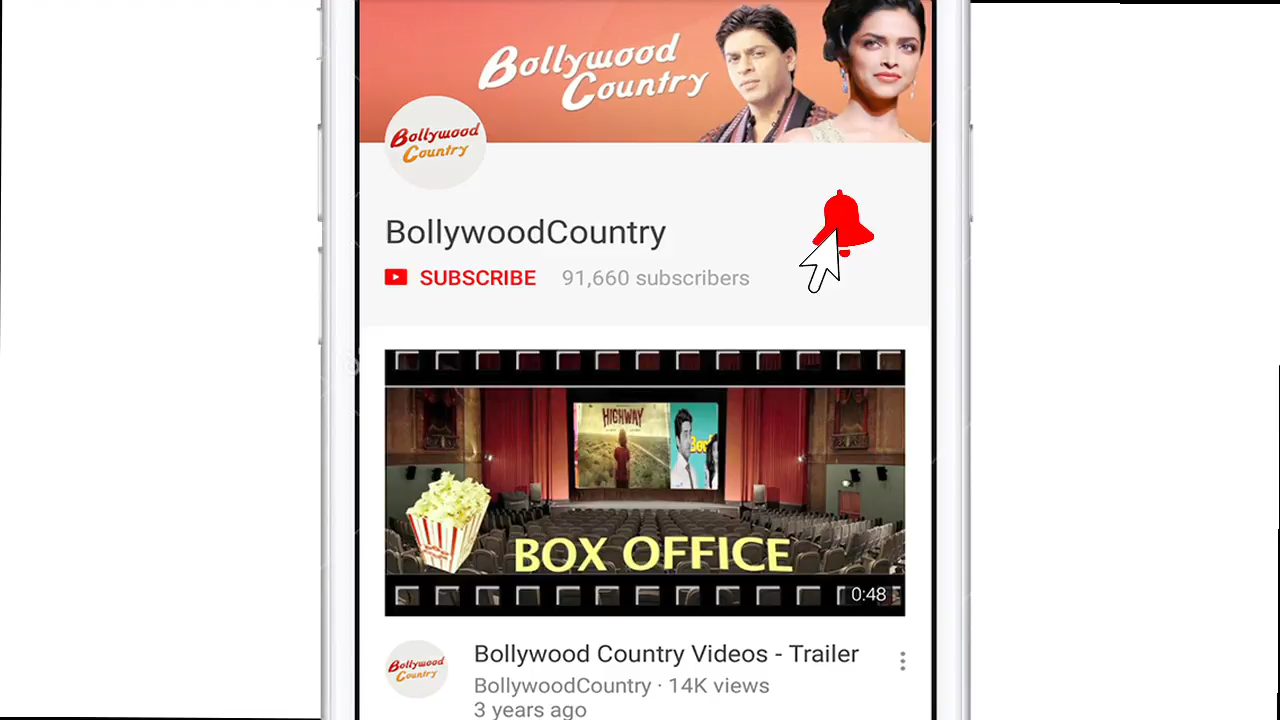 Bollywood
Country
Bollywood
Country
BollywoodCountry
SUBSCRIBE 91,660 subscribers
HIGHWAY
BOX OFFICE
0:48
Bollywood
Country
Bollywood Country Videos - Trailer
BollywoodCountry · 14K views
3 years ago